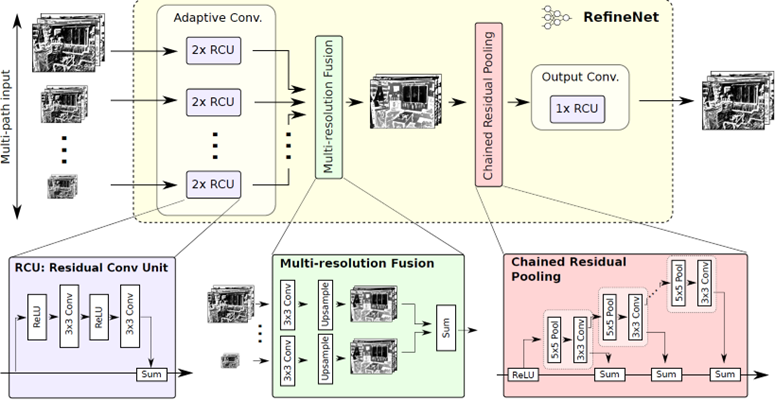 Multi-path input
Adaptive Conv.
2x RCU
2x RCU
2x RCU
Multi-resolution Fusion
Chained Residual Pooling
RefineNet
Output Conv.
1x RCU
RCU: Residual Conv Unit
ReLU
3x3 Conv
ReLU
3x3 Conv
Sum
Multi-resolution Fusion
3x3 Conv
Upsample
3x3 Conv
Upsample
Sum
Chained Residual
Pooling
ReLU
5x5 Pool
3x3 Conv
5x5 Pool
3x3 Conv
5x5 Pool
3x3 Conv
Sum
Sum
Sum